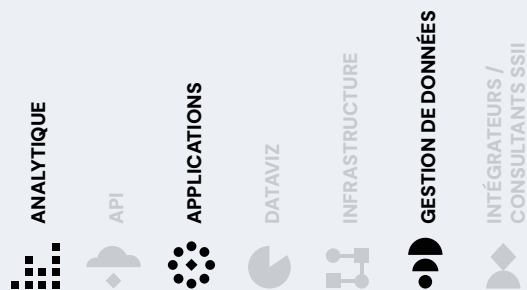 ANALYTIQUE
API
APPLICATIONS
DATAVIZ
INFRASTRUCTURE
GESTION DE DONNÉES
INTÉGRATEURS /
CONSULTANTS SSII